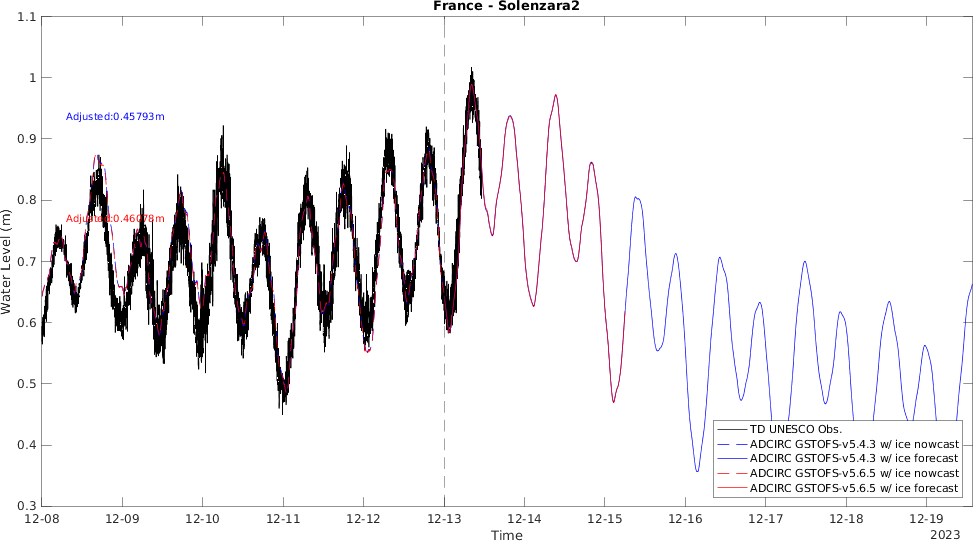 France - Solenzara2
1.1
1
0.9
0.8
0.7
0.6
0.5
0.4
0.3
Water Level (m)
Adjusted:0.45793m
Adjusted:0.46078m
TD UNESCO Obs.
ADCIRC GSTOFS-v5.4.3 w/ ice nowcast
ADCIRC GSTOFS-v5.4.3 w/ ice forecast
ADCIRC GSTOFS-v5.6.5 w/ ice nowcast
ADCIRC GSTOFS-v5.6.5 w/ ice forecast
12-08 12-09 12-10 12-11 12-12 12-13 12-14 12-15 12-16 12-17 12-18 12-19
2023
Time